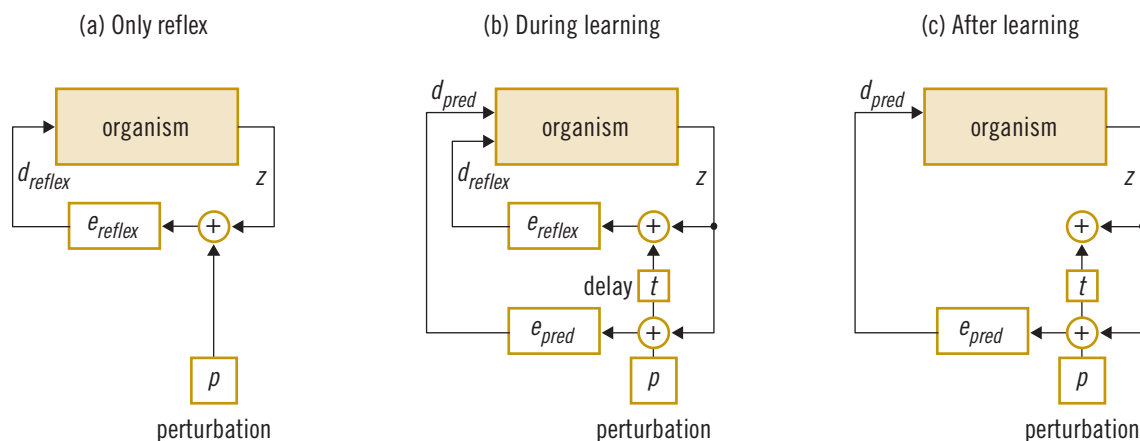 (a) Only reflex
organism
d_reflex
z
e_reflex
+
p
perturbation
(b) During learning
d_pred
organism
d_reflex
z
e_reflex
+
delay
t
e_pred
+
p
perturbation
(c) After learning
d_pred
organism
z
+
t
e_pred
+
p
perturbation